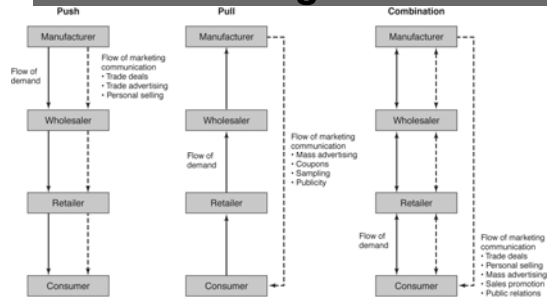 Push
Manufacturer
Flow of
demand
Flow of marketing
communication
• Trade deals
• Trade advertising
• Personal selling
Wholesaler
Retailer
Consumer
Pull
Manufacturer
Wholesaler
Flow of
demand
Flow of marketing
communication
• Mass advertising
• Coupons
• Sampling
• Publicity
Retailer
Consumer
Combination
Manufacturer
Wholesaler
Retailer
Flow of
demand
Flow of marketing
communication
• Trade deals
• Personal selling
• Mass advertising
• Sales promotion
• Public relations
Consumer